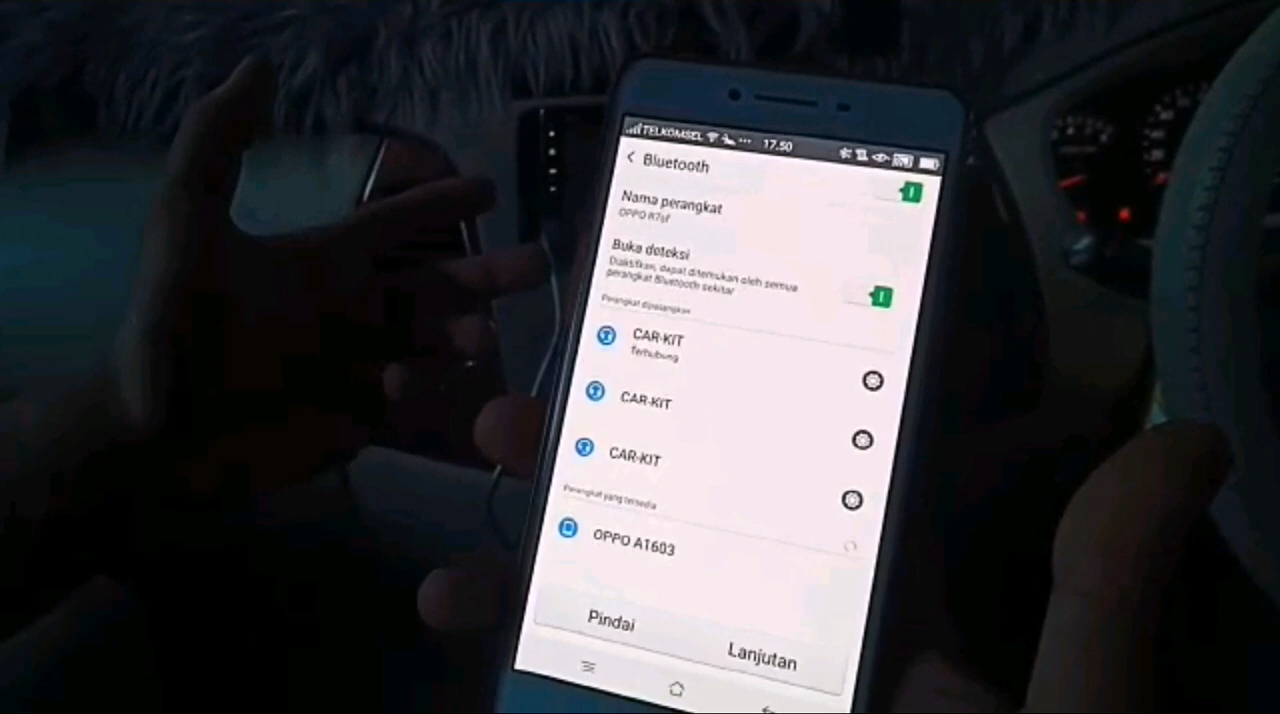 TELKOMSEL ... 17.50
Bluetooth
Nama perangkat
OPPO R7sf
Buka deteksi
Diaktifkan, dapat ditemukan oleh semua
perangkat Bluetooth sekitar
Perangkat dipasangkan
CAR-KIT
Terhubung
CAR-KIT
CAR-KIT
Perangkat yang tersedia
OPPO A1603
Pindai
Lanjutan